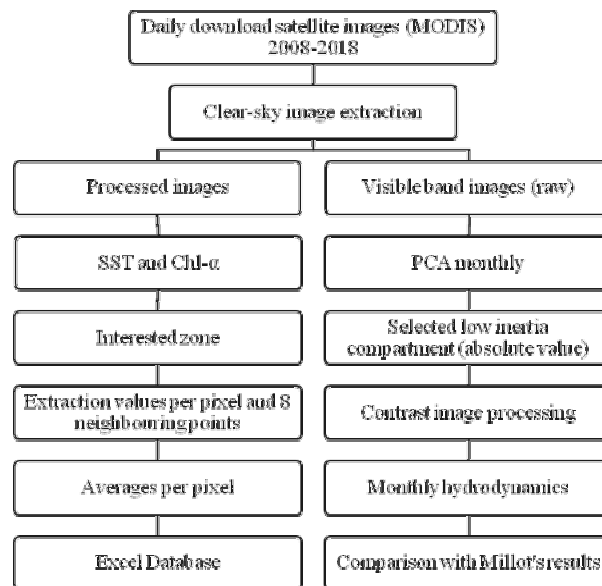 Daily download satellite images (MODIS)
2008-2018
Clear-sky image extraction
Processed images
SST and Chl-α
Interested zone
Extraction values per pixel and 8
neighbouring points
Averages per pixel
Excel Database
Visible band images (raw)
PCA monthly
Selected low inertia
compartment (absolute value)
Contrast image processing
Monthly hydrodynamics
Comparison with Millot's results